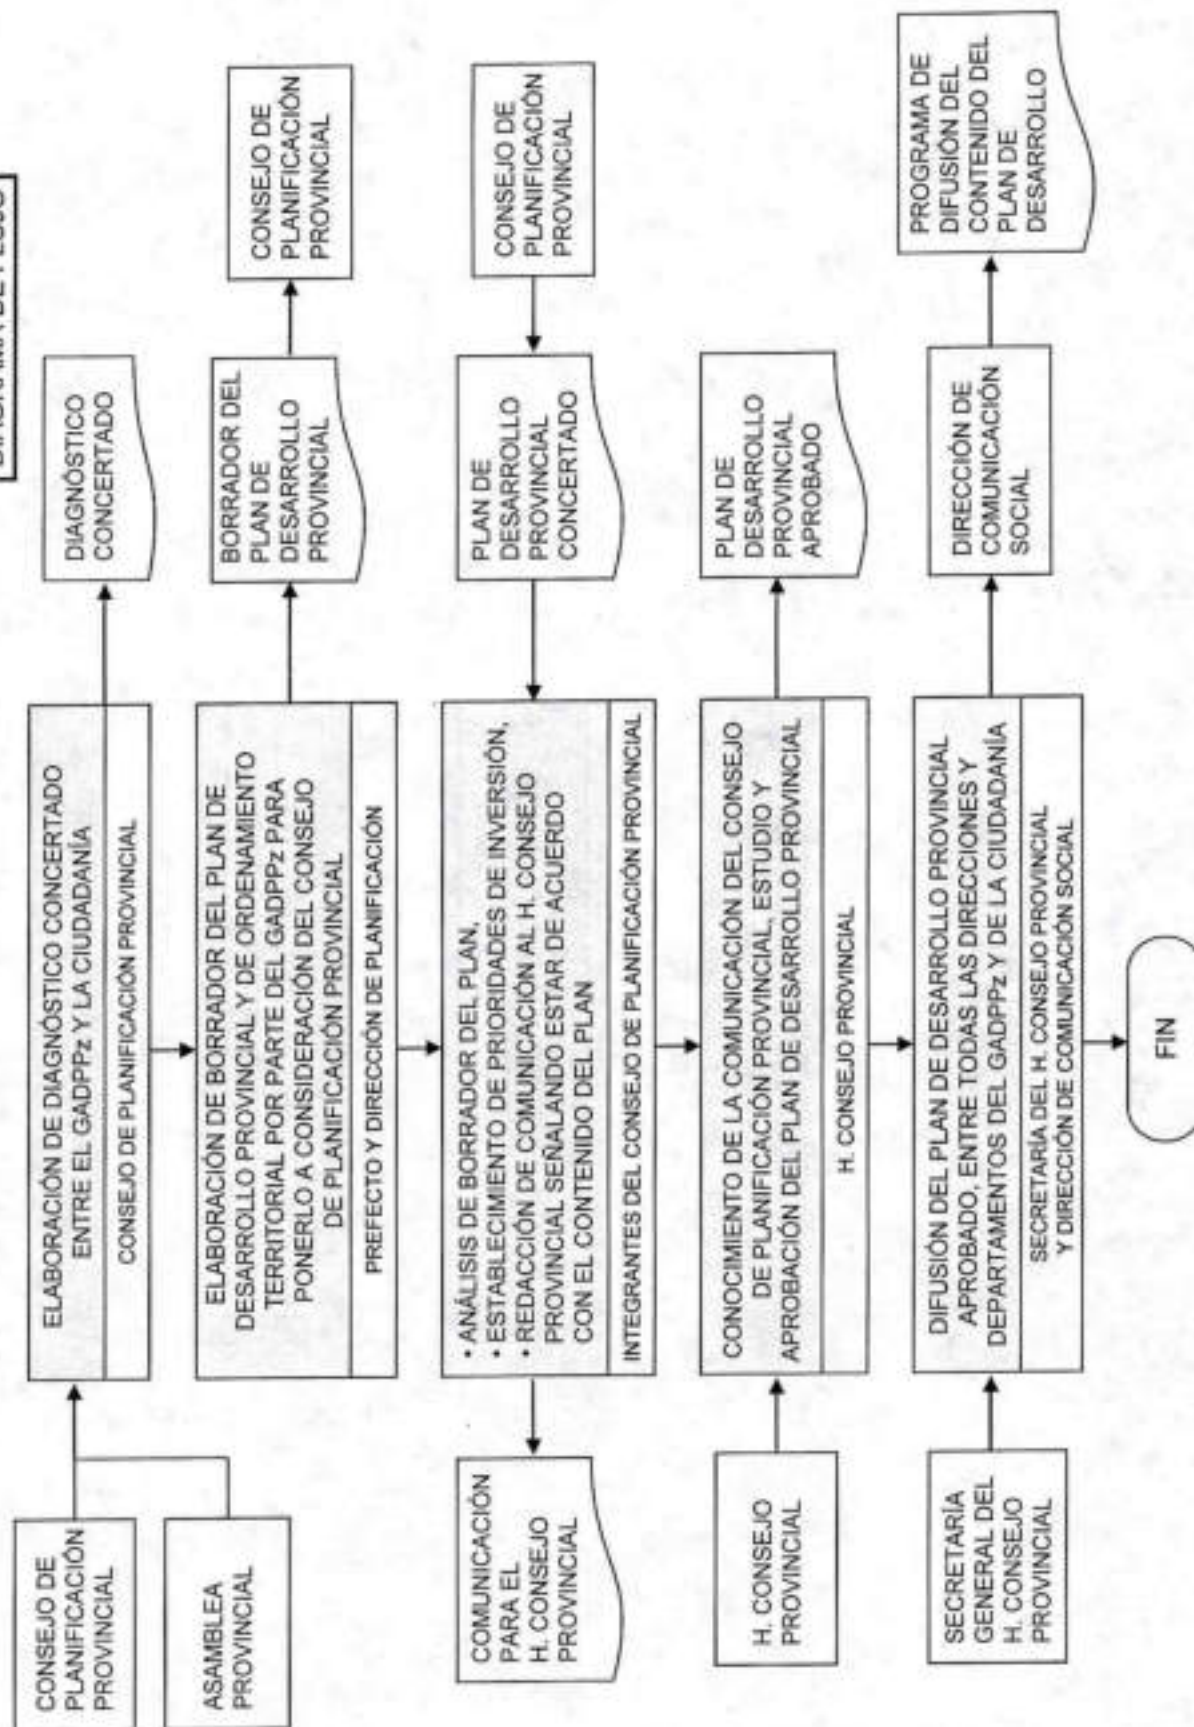 DIAGRAMA DE FLUJO
CONSEJO DE
PLANIFICACIÓN
PROVINCIAL
ASAMBLEA
PROVINCIAL
ELABORACIÓN DE DIAGNÓSTICO CONCERTADO
ENTRE EL GADPPz Y LA CIUDADANÍA
CONSEJO DE PLANIFICACIÓN PROVINCIAL
DIAGNÓSTICO
CONCERTADO
ELABORACIÓN DE BORRADOR DEL PLAN DE
DESARROLLO PROVINCIAL Y DE ORDENAMIENTO
TERRITORIAL POR PARTE DEL GADPPz PARA
PONERLO A CONSIDERACIÓN DEL CONSEJO
DE PLANIFICACIÓN PROVINCIAL
PREFECTO Y DIRECCIÓN DE PLANIFICACIÓN
BORRADOR DEL
PLAN DE
DESARROLLO
PROVINCIAL
CONSEJO DE
PLANIFICACIÓN
PROVINCIAL
COMUNICACIÓN
PARA EL
H. CONSEJO
PROVINCIAL
• ANÁLISIS DE BORRADOR DEL PLAN,
• ESTABLECIMIENTO DE PRIORIDADES DE INVERSIÓN,
• REDACCIÓN DE COMUNICACIÓN AL H. CONSEJO
PROVINCIAL SEÑALANDO ESTAR DE ACUERDO
CON EL CONTENIDO DEL PLAN
INTEGRANTES DEL CONSEJO DE PLANIFICACIÓN PROVINCIAL
PLAN DE
DESARROLLO
PROVINCIAL
CONCERTADO
CONSEJO DE
PLANIFICACIÓN
PROVINCIAL
H. CONSEJO
PROVINCIAL
CONOCIMIENTO DE LA COMUNICACIÓN DEL CONSEJO
DE PLANIFICACIÓN PROVINCIAL, ESTUDIO Y
APROBACIÓN DEL PLAN DE DESARROLLO PROVINCIAL
H. CONSEJO PROVINCIAL
PLAN DE
DESARROLLO
PROVINCIAL
APROBADO
SECRETARÍA
GENERAL DEL
H. CONSEJO
PROVINCIAL
DIFUSIÓN DEL PLAN DE DESARROLLO PROVINCIAL
APROBADO, ENTRE TODAS LAS DIRECCIONES Y
DEPARTAMENTOS DEL GADPPz Y DE LA CIUDADANÍA
SECRETARÍA DEL H. CONSEJO PROVINCIAL
Y DIRECCIÓN DE COMUNICACIÓN SOCIAL
DIRECCIÓN DE
COMUNICACIÓN
SOCIAL
PROGRAMA DE
DIFUSIÓN DEL
CONTENIDO DEL
PLAN DE
DESARROLLO
FIN